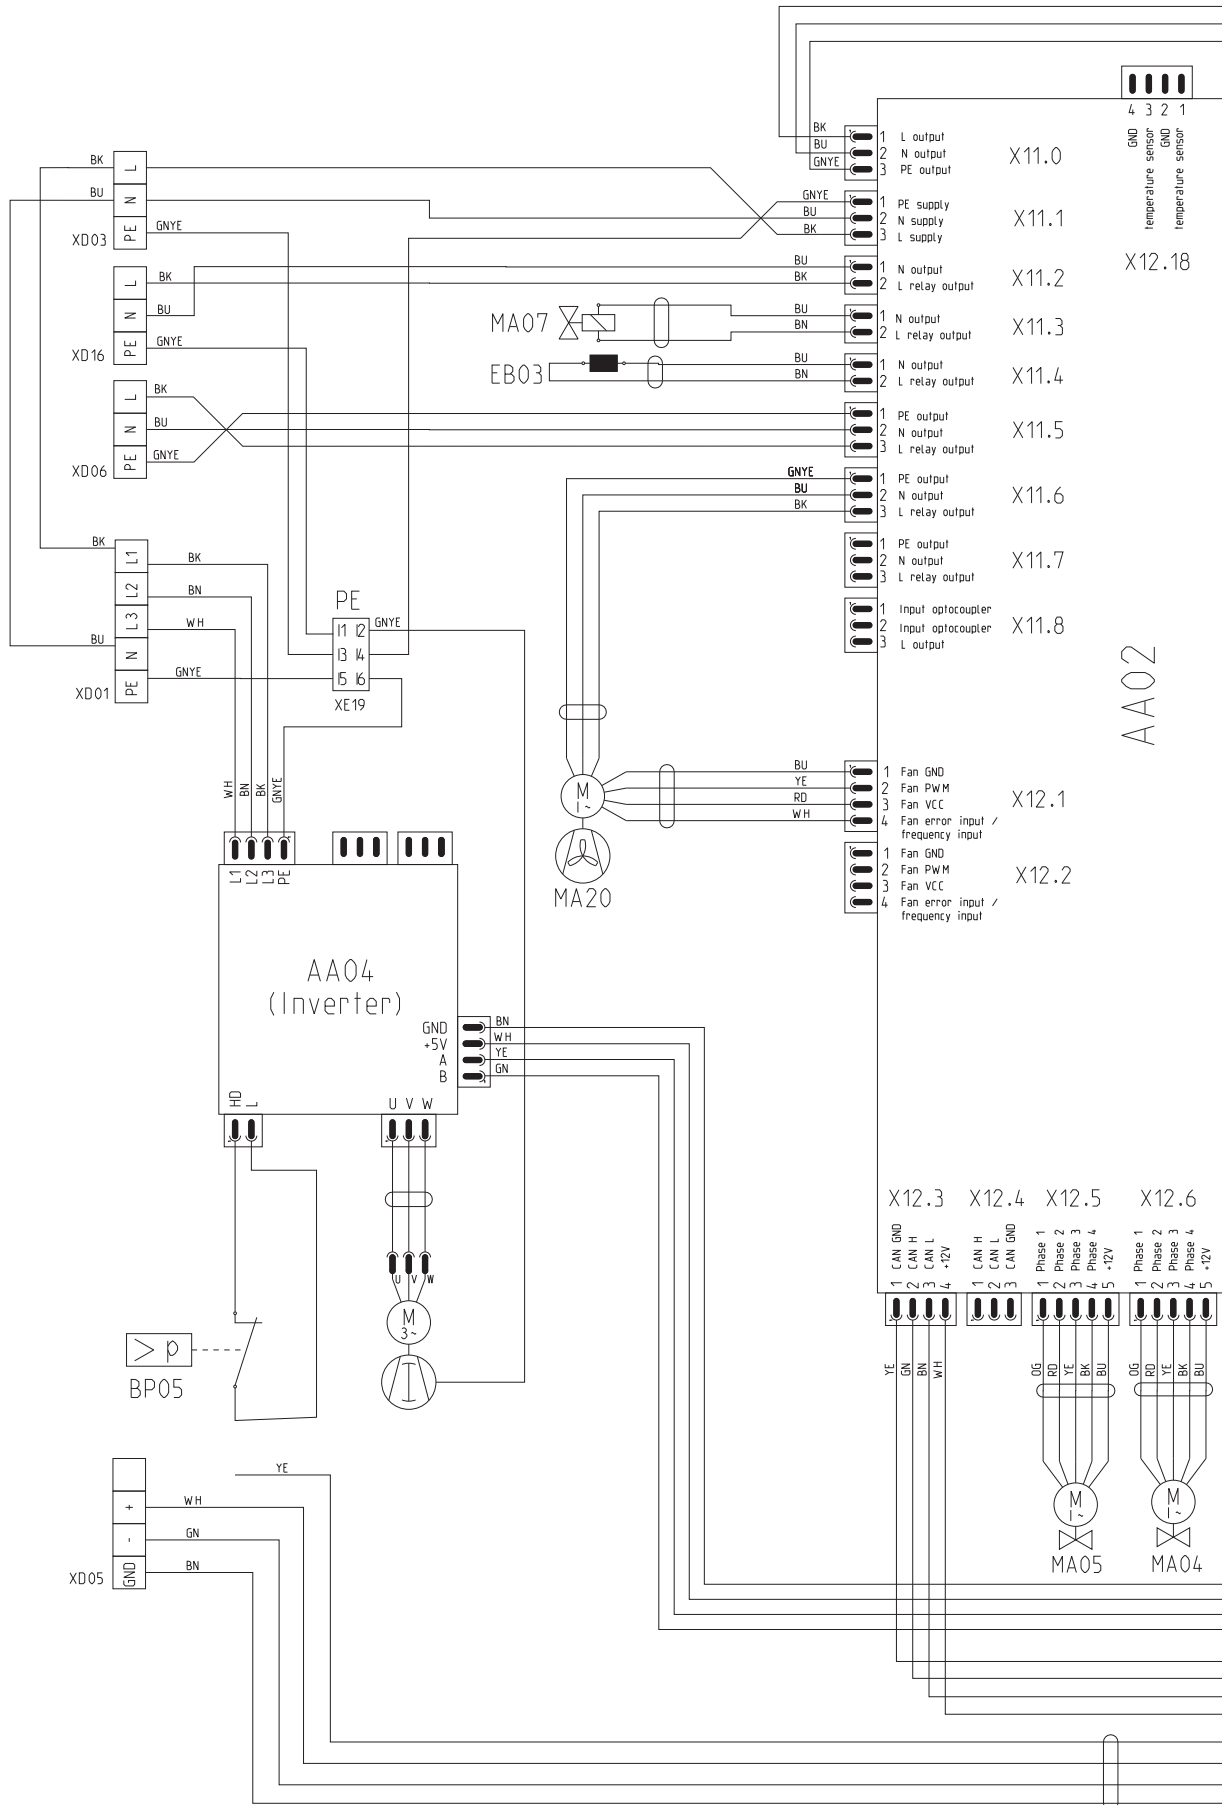 4 3 2 1
GND
temperature sensor
GND
temperature sensor
X12.18
BK 1 L output
BU 2 N output
GNYE 3 PE output
X11.0
GNYE 1 PE supply
BU 2 N supply
BK 3 L supply
X11.1
BU 1 N output
BK 2 L relay output
X11.2
MA07
BU 1 N output
BN 2 L relay output
X11.3
EB03
BU 1 N output
BN 2 L relay output
X11.4
1 PE output
2 N output
3 L relay output
X11.5
GNYE 1 PE output
BU 2 N output
BK 3 L relay output
X11.6
1 PE output
2 N output
3 L relay output
X11.7
1 Input optocoupler
2 Input optocoupler
3 L output
X11.8
AA02
BU 1 Fan GND
YE 2 Fan PWM
RD 3 Fan VCC
WH 4 Fan error input /
frequency input
X12.1
1 Fan GND
2 Fan PWM
3 Fan VCC
4 Fan error input /
frequency input
X12.2
BK L
BU N
PE GNYE
XD03
L BK
N BU
PE GNYE
XD16
L BK
N BU
PE GNYE
XD06
BK L1 BK
L2 BN
L3 WH
BU N
PE GNYE
XD01
PE
I1 I2 GNYE
I3 I4
I5 I6
XE19
M
1~
MA20
WH BN BK GNYE
L1 L2 L3 PE
AA04
(Inverter)
GND BN
+5V WH
A YE
B GN
HD L
U V W
U V W
M
3~
> p
BP05
YE
+ WH
- GN
GND BN
XD05
X12.3 X12.4 X12.5 X12.6
1 CAN GND
2 CAN H
3 CAN L
4 +12V
1 CAN H
2 CAN L
3 CAN GND
1 Phase 1
2 Phase 2
3 Phase 3
4 Phase 4
5 +12V
1 Phase 1
2 Phase 2
3 Phase 3
4 Phase 4
5 +12V
YE GN BN WH
OG RD YE BK BU
OG RD YE BK BU
M
1~
MA05
M
1~
MA04